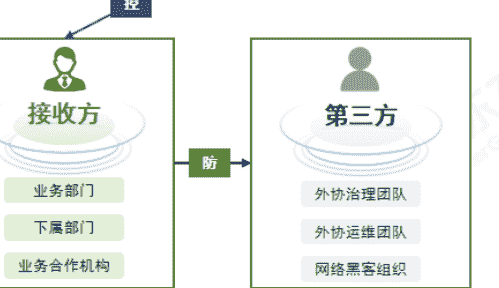 控
接收方
第三方
防
业务部门
下属部门
业务合作机构
外协治理团队
外协运维团队
网络黑客组织